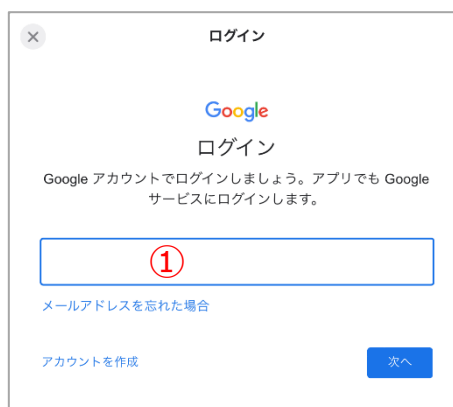 ログイン
Google
ログイン
Google アカウントでログインしましょう。アプリでも Google
サービスにログインします。
①
メールアドレスを忘れた場合
アカウントを作成
次へ